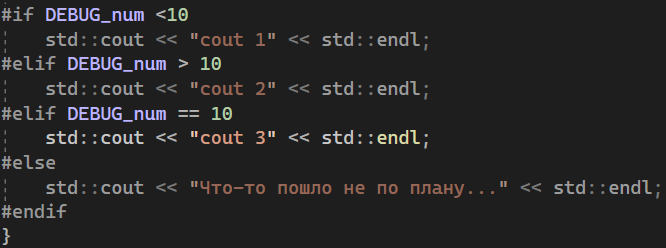 #if DEBUG_num <10
    std::cout << "cout 1" << std::endl;
#elif DEBUG_num > 10
    std::cout << "cout 2" << std::endl;
#elif DEBUG_num == 10
    std::cout << "cout 3" << std::endl;
#else
    std::cout << "Что-то пошло не по плану..." << std::endl;
#endif
}